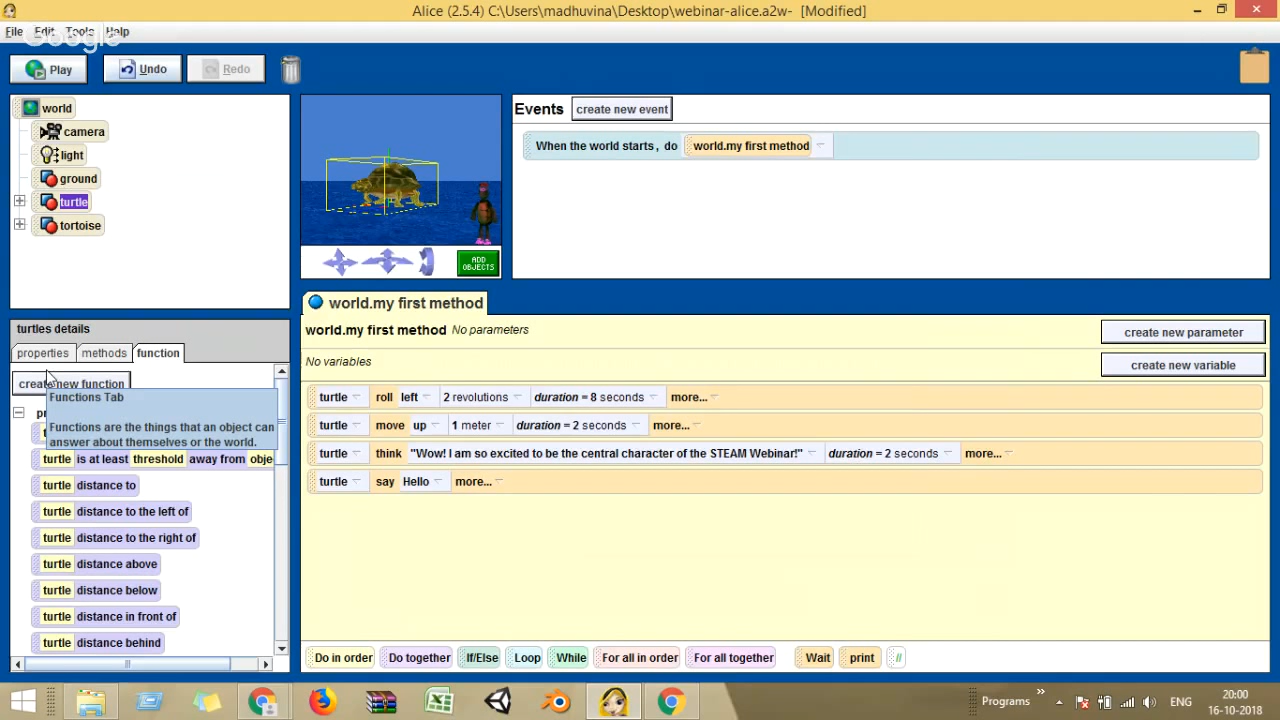 Alice (2.5.4) C:\Users\madhuvina\Desktop\webinar-alice.a2w- [Modified]
File Edit Tools Help
Google
Play
Undo
Redo
world
camera
light
ground
turtle
tortoise
ADD OBJECTS
Events
create new event
When the world starts, do world.my first method
turtles details
properties
methods
function
create new function
Functions Tab
Functions are the things that an object can
answer about themselves or the world.
turtle is at least threshold away from obje
turtle distance to
turtle distance to the left of
turtle distance to the right of
turtle distance above
turtle distance below
turtle distance in front of
turtle distance behind
world.my first method
world.my first method No parameters
create new parameter
No variables
create new variable
turtle roll left 2 revolutions duration = 8 seconds more...
turtle move up 1 meter duration = 2 seconds more...
turtle think "Wow! I am so excited to be the central character of the STEAM Webinar!" duration = 2 seconds more...
turtle say Hello more...
Do in order
Do together
If/Else
Loop
While
For all in order
For all together
Wait
print
//
Programs
ENG
20:00
16-10-2018